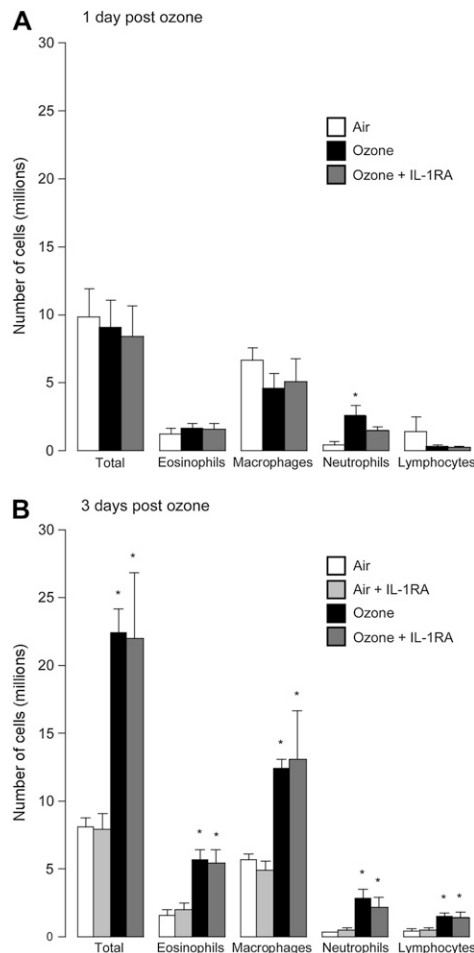 A
1 day post ozone
30
25
20
15
10
5
0
Number of cells (millions)
Air
Ozone
Ozone + IL-1RA
*
Total Eosinophils Macrophages Neutrophils Lymphocytes
B
3 days post ozone
30
25
20
15
10
5
0
Number of cells (millions)
Air
Air + IL-1RA
Ozone
Ozone + IL-1RA
* *
* *
* *
* *
* *
Total Eosinophils Macrophages Neutrophils Lymphocytes